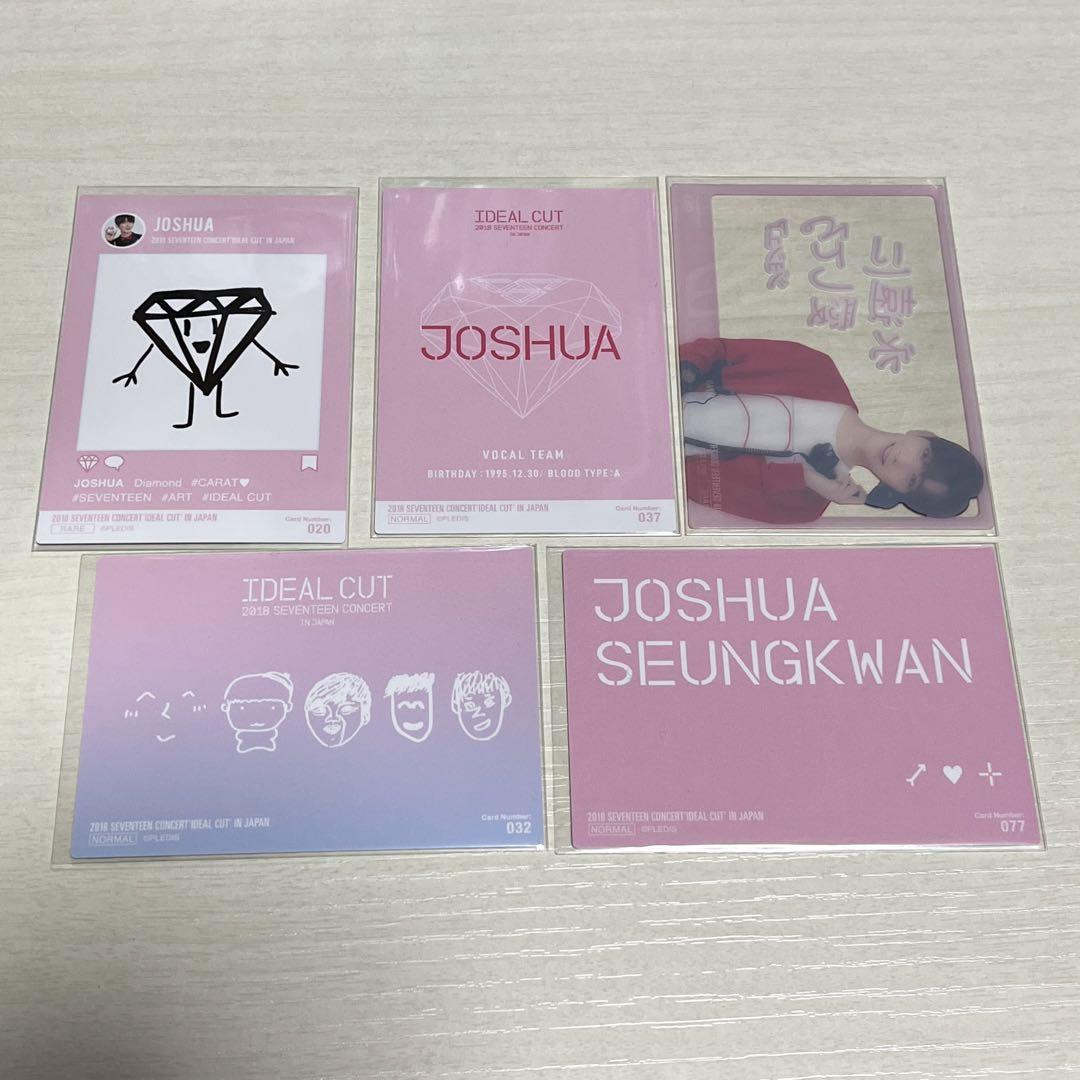 JOSHUA
2018 SEVENTEEN CONCERT 'IDEAL CUT' IN JAPAN
JOSHUA Diamond #CARAT♥
#SEVENTEEN #ART #IDEAL CUT
2018 SEVENTEEN CONCERT 'IDEAL CUT' IN JAPAN
RARE ©PLEDIS
Card Number:
020
IDEAL CUT
2018 SEVENTEEN CONCERT
IN JAPAN
JOSHUA
VOCAL TEAM
BIRTHDAY : 1995.12.30/ BLOOD TYPE : A
2018 SEVENTEEN CONCERT 'IDEAL CUT' IN JAPAN
NORMAL ©PLEDIS
Card Number:
037
IDEAL CUT
2018 SEVENTEEN CONCERT
IN JAPAN
2018 SEVENTEEN CONCERT 'IDEAL CUT' IN JAPAN
NORMAL ©PLEDIS
Card Number:
032
JOSHUA
SEUNGKWAN
2018 SEVENTEEN CONCERT 'IDEAL CUT' IN JAPAN
NORMAL ©PLEDIS
Card Number:
077